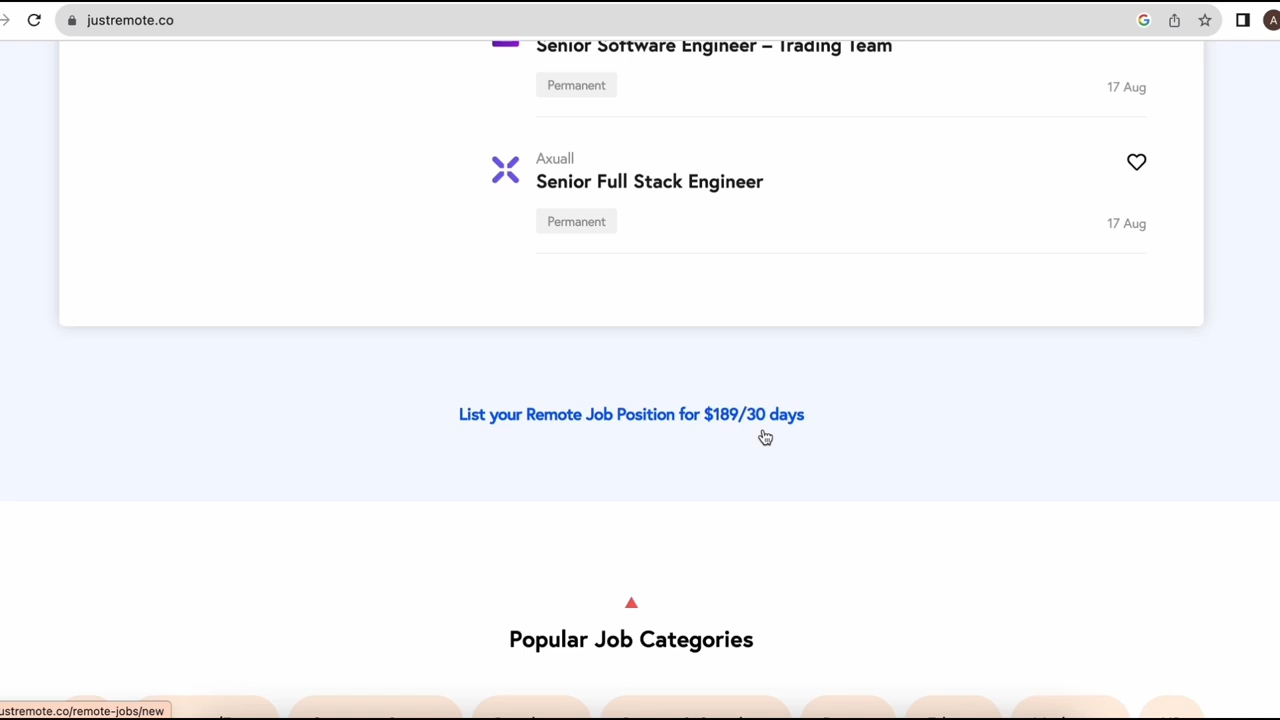 justremote.co
A
Senior Software Engineer – Trading Team
Permanent
17 Aug
Axuall
Senior Full Stack Engineer
Permanent
17 Aug
List your Remote Job Position for $189/30 days
Popular Job Categories
ustremote.co/remote-jobs/new